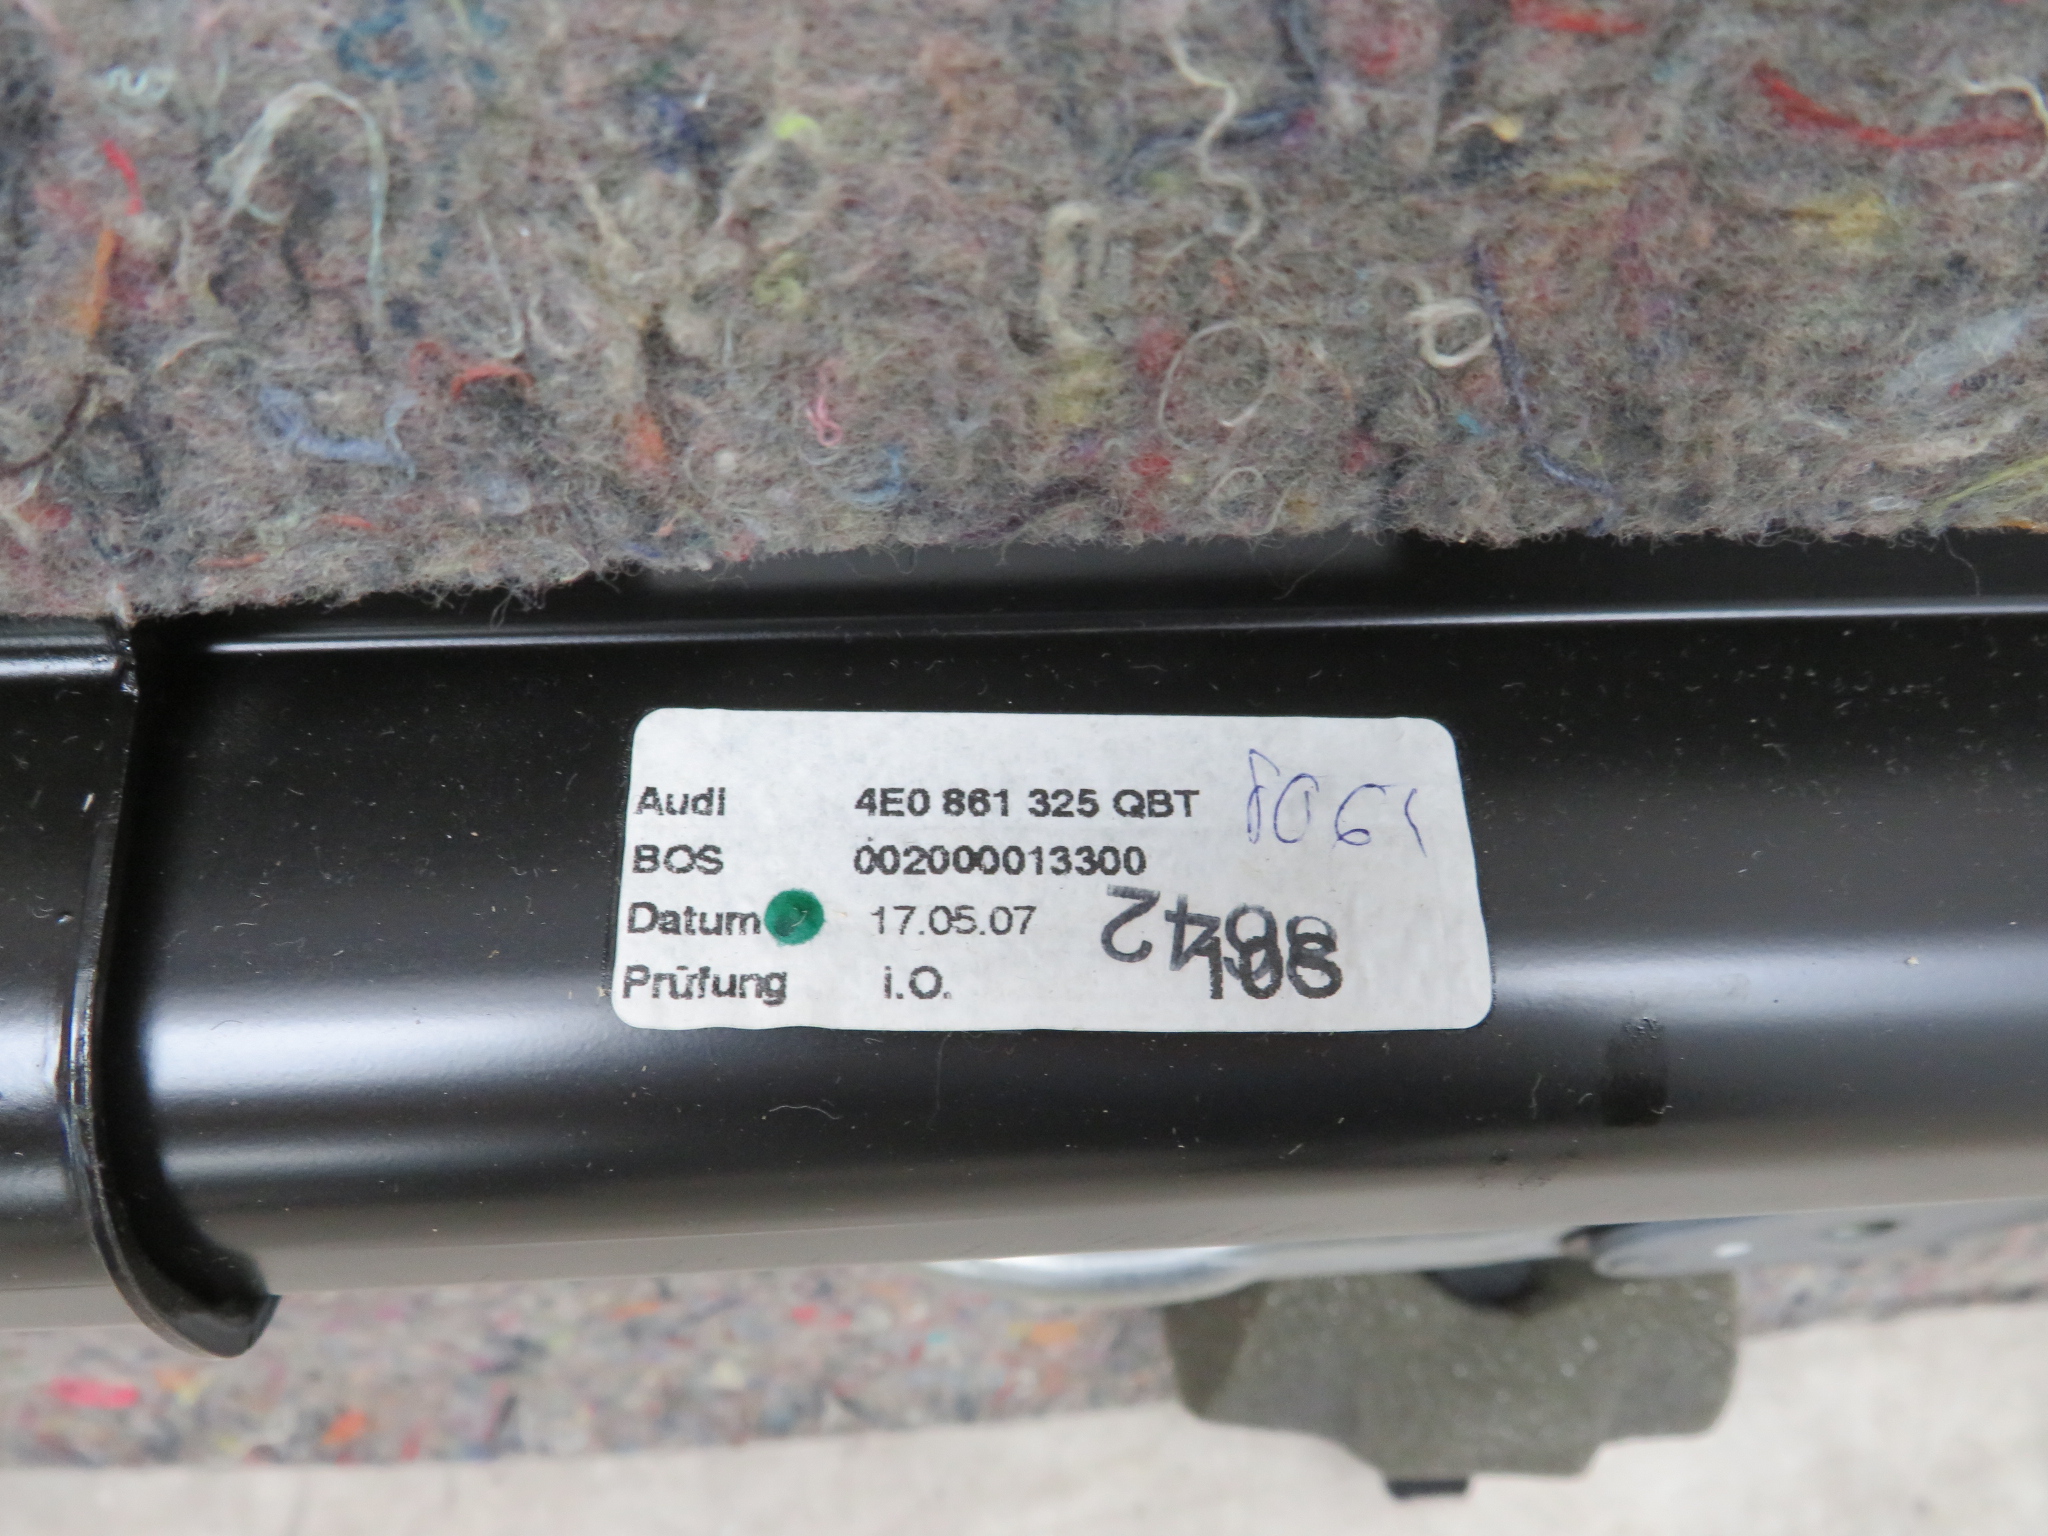 Audi 4E0 861 325 QBT
BOS 002000013300
Datum 17.05.07
Prüfung i.O.